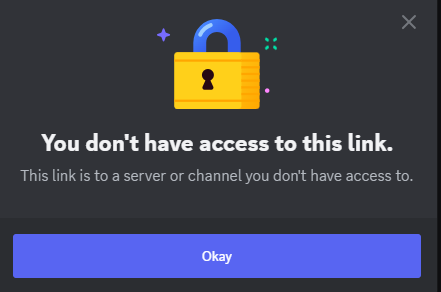 You don't have access to this link.
This link is to a server or channel you don't have access to.
Okay